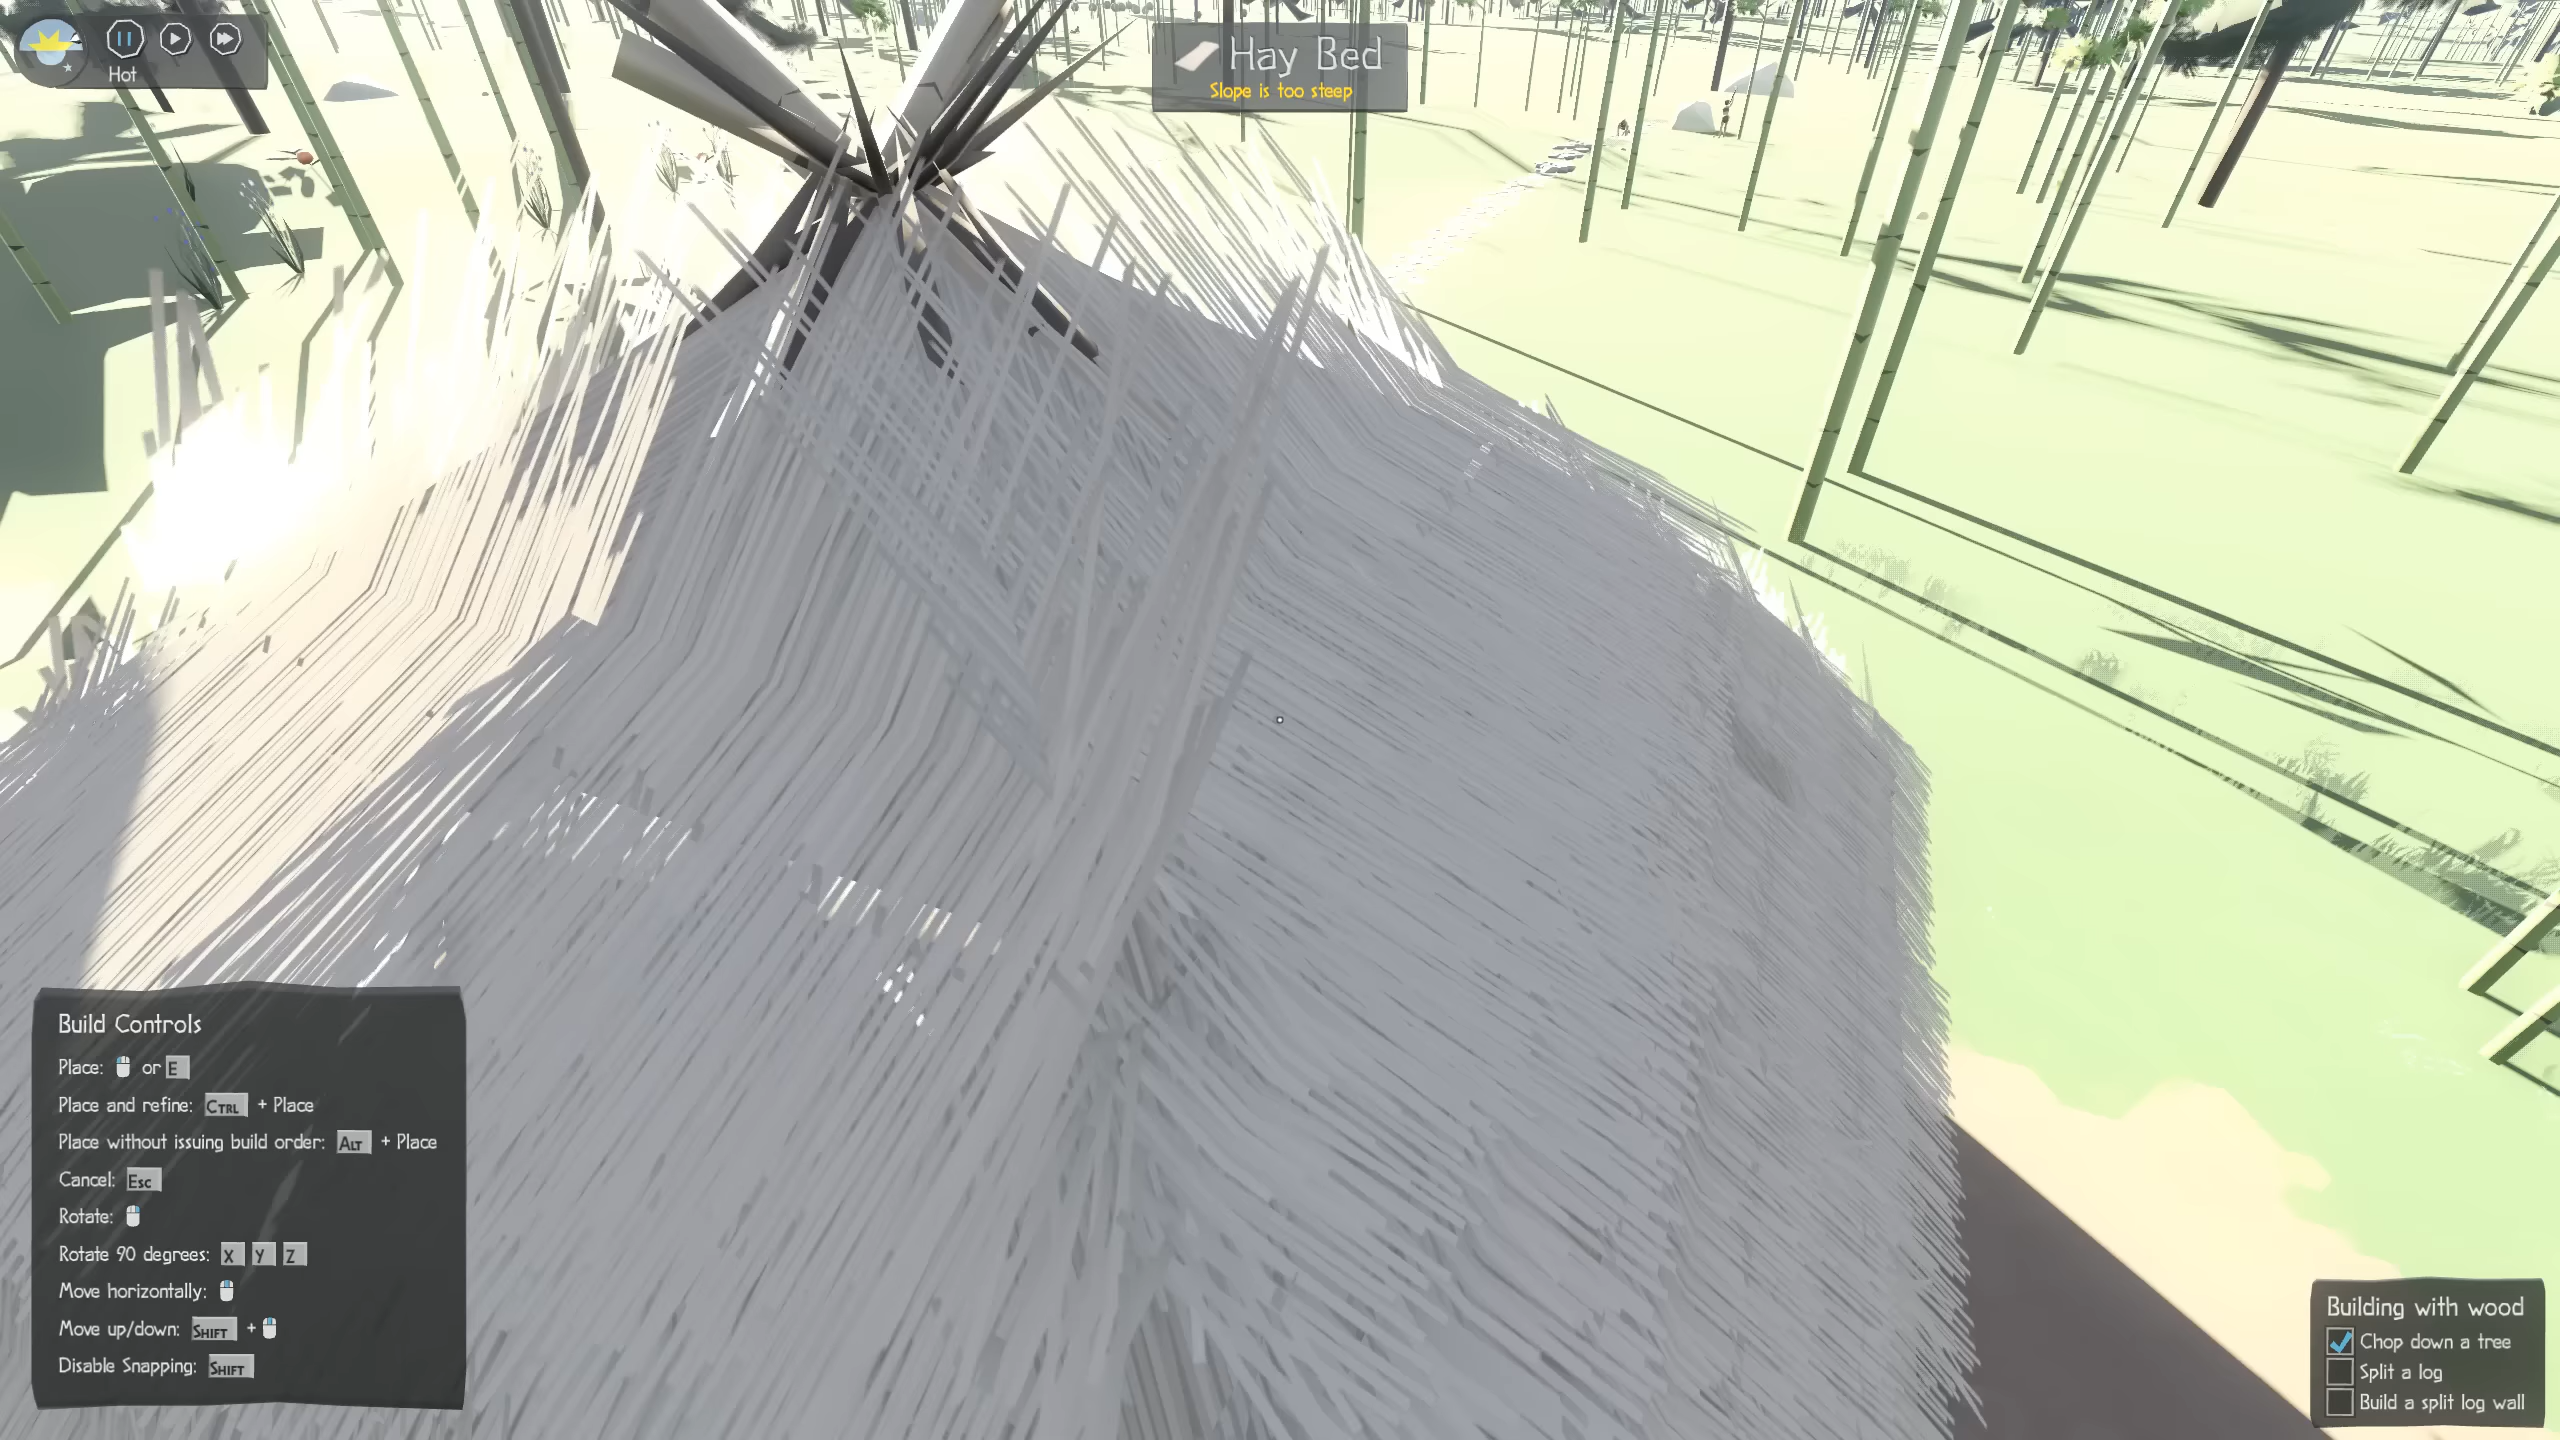 Hot
Hay Bed
Slope is too steep
Build Controls
Place: or E
Place and refine: CTRL + Place
Place without issuing build order: ALT + Place
Cancel: Esc
Rotate:
Rotate 90 degrees: X Y Z
Move horizontally:
Move up/down: SHIFT +
Disable Snapping: SHIFT
Building with wood
Chop down a tree
Split a log
Build a split log wall